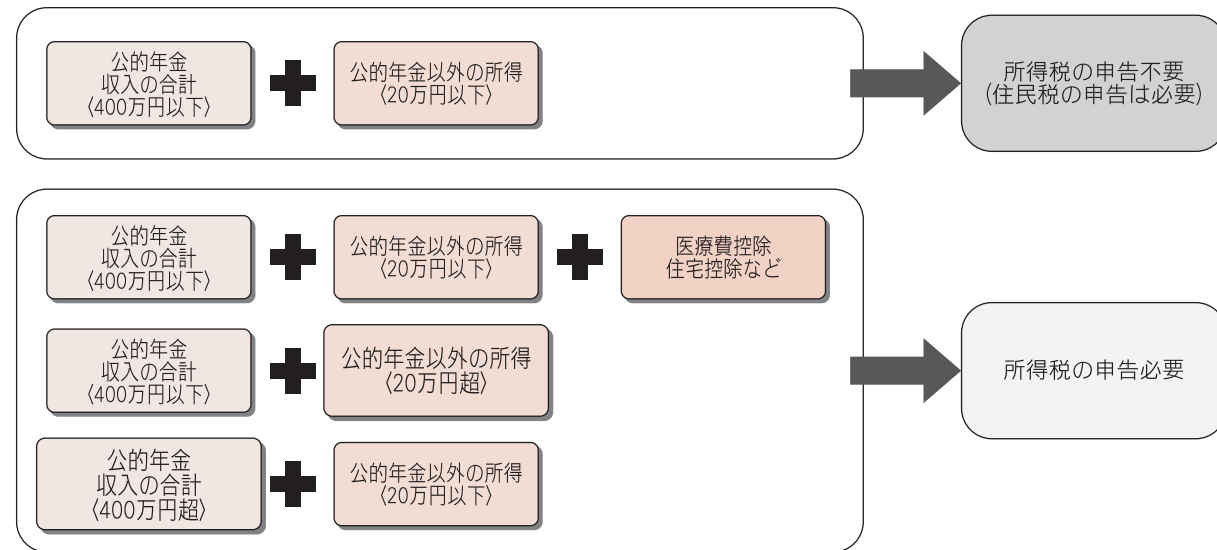 公的年金
収入の合計
〈400万円以下〉
公的年金以外の所得
〈20万円以下〉
所得税の申告不要
(住民税の申告は必要)
公的年金
収入の合計
〈400万円以下〉
公的年金以外の所得
〈20万円以下〉
医療費控除
住宅控除など
公的年金
収入の合計
〈400万円以下〉
公的年金以外の所得
〈20万円超〉
公的年金
収入の合計
〈400万円超〉
公的年金以外の所得
〈20万円以下〉
所得税の申告必要